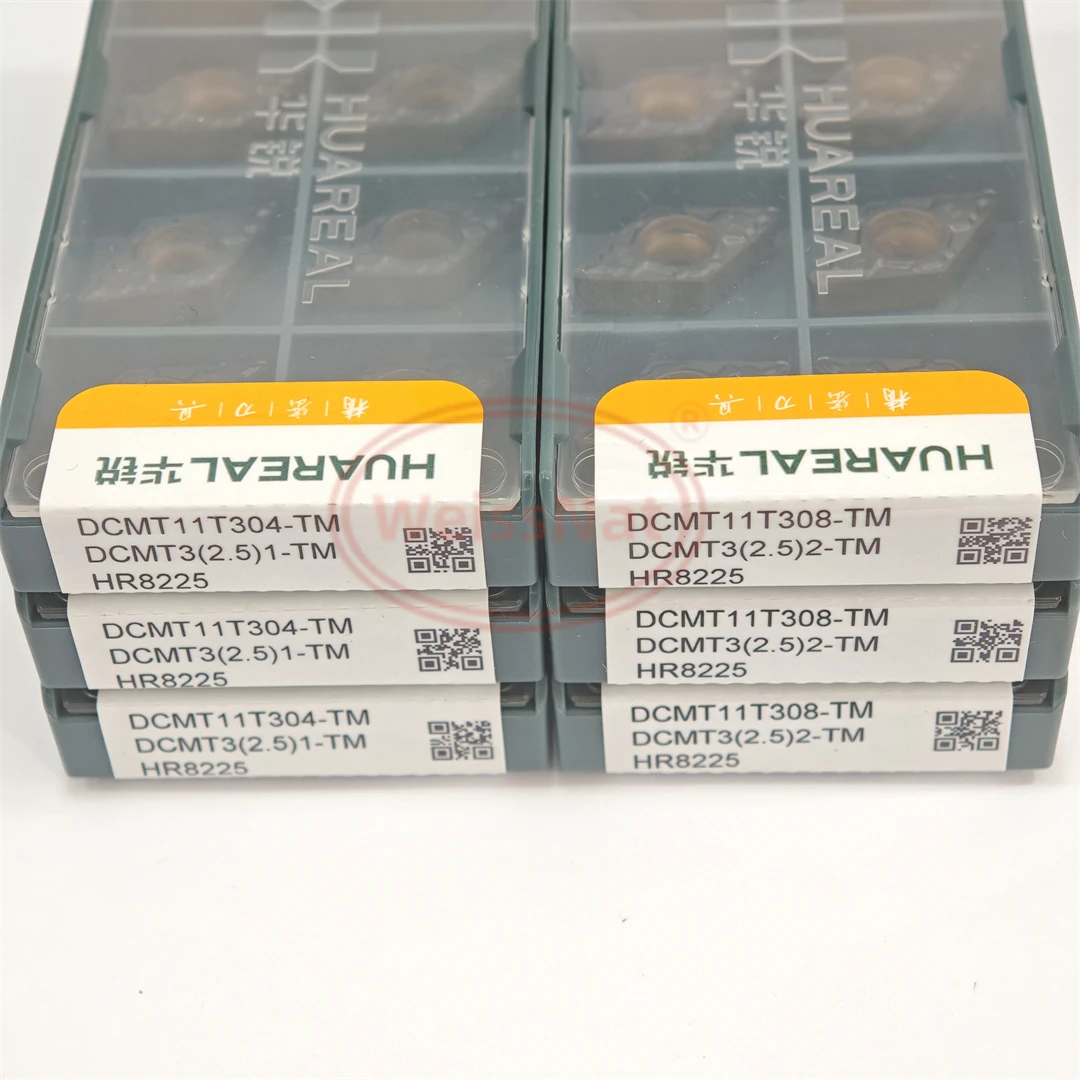 HUAREAL
华锐
HUAREAL
华锐
精|密|刀|具
HUAREAL华锐
DCMT11T304-TM
DCMT3(2.5)1-TM
HR8225
DCMT11T304-TM
DCMT3(2.5)1-TM
HR8225
DCMT11T304-TM
DCMT3(2.5)1-TM
HR8225
精|密|刀|具
HUAREAL华锐
DCMT11T308-TM
DCMT3(2.5)2-TM
HR8225
DCMT11T308-TM
DCMT3(2.5)2-TM
HR8225
DCMT11T308-TM
DCMT3(2.5)2-TM
HR8225
WeissNat®